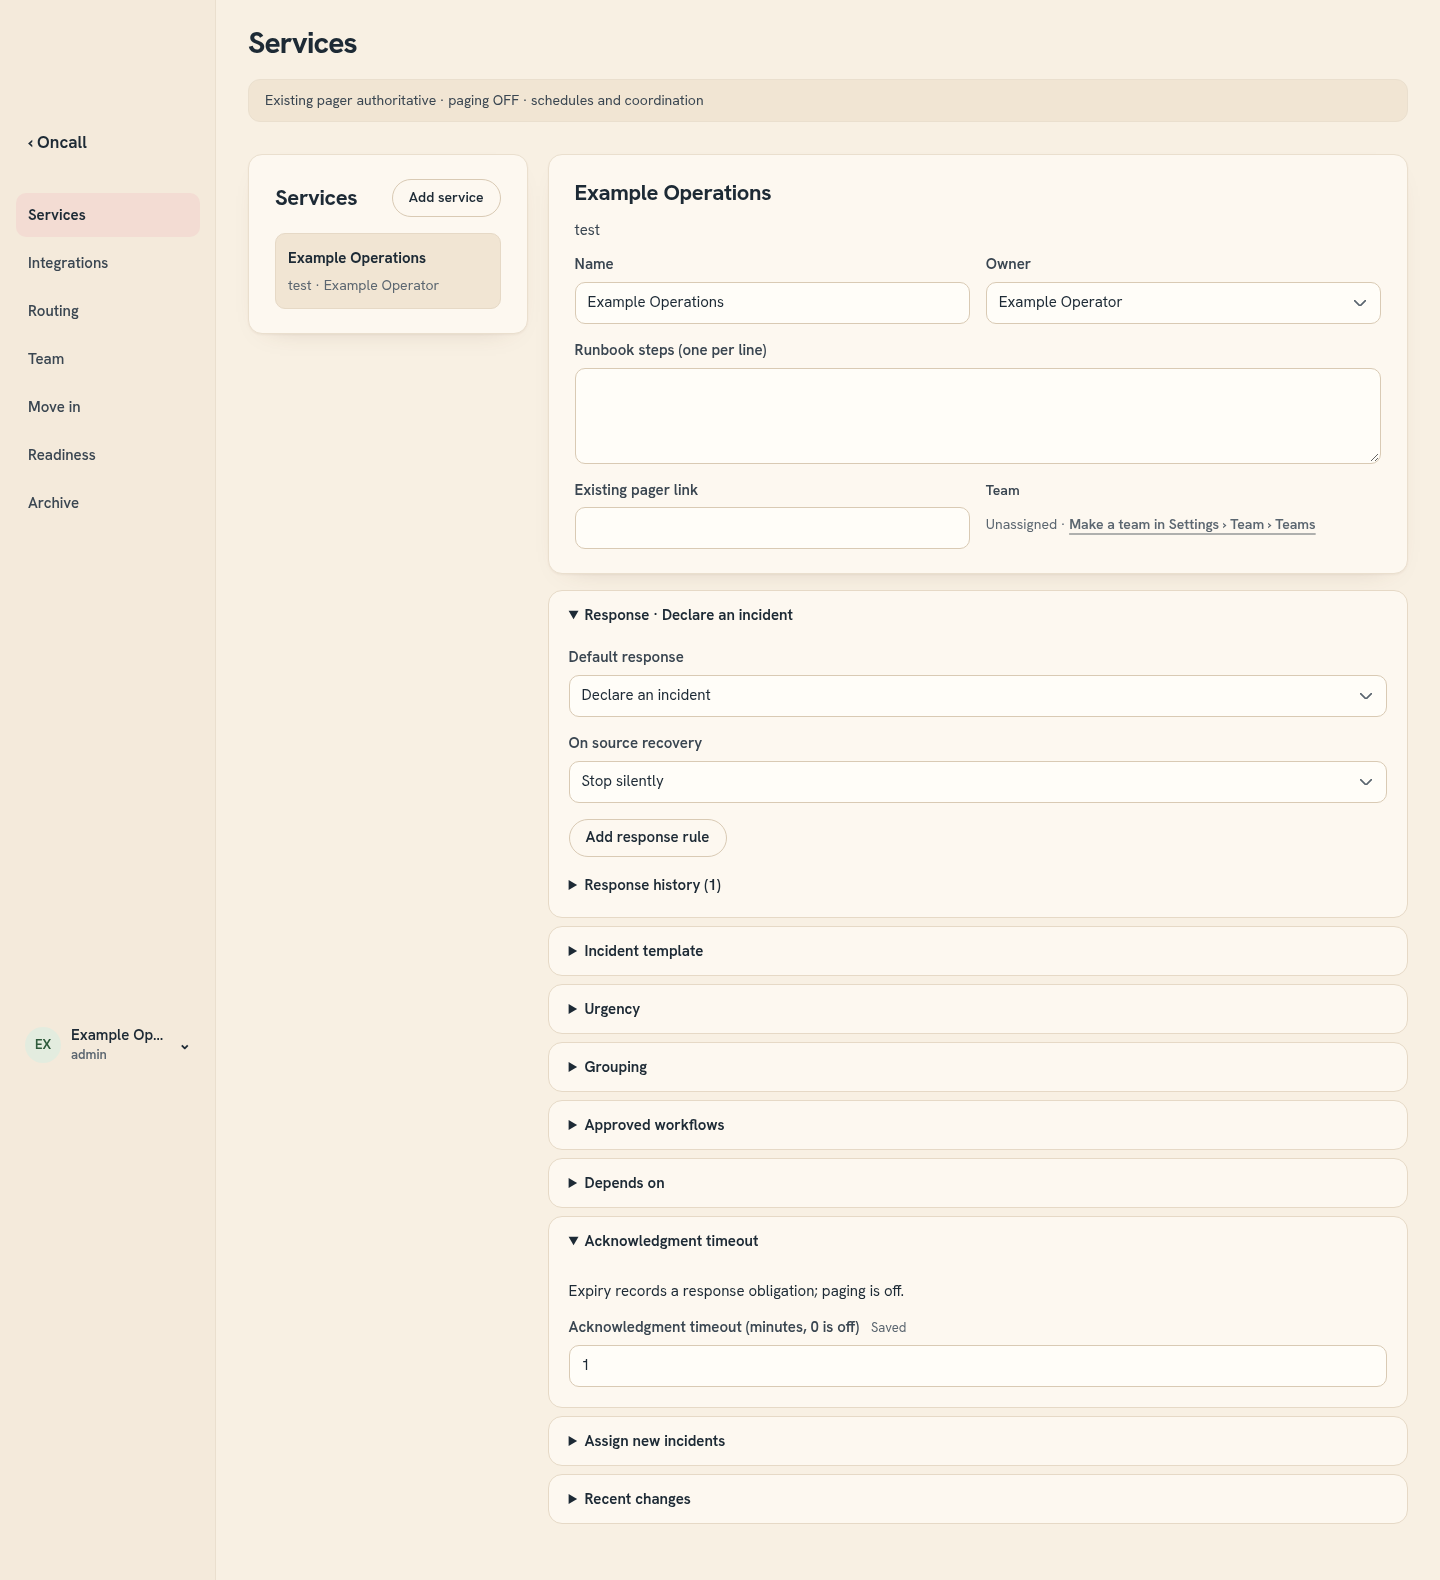 Services
Existing pager authoritative · paging OFF · schedules and coordination
‹ Oncall
Services
Integrations
Routing
Team
Move in
Readiness
Archive
EX
Example Op...
admin
Services
Add service
Example Operations
test · Example Operator
Example Operations
test
Name
Owner
Example Operations
Example Operator
Runbook steps (one per line)
Existing pager link
Team
Unassigned · Make a team in Settings › Team › Teams
Response · Declare an incident
Default response
Declare an incident
On source recovery
Stop silently
Add response rule
Response history (1)
Incident template
Urgency
Grouping
Approved workflows
Depends on
Acknowledgment timeout
Expiry records a response obligation; paging is off.
Acknowledgment timeout (minutes, 0 is off) Saved
1
Assign new incidents
Recent changes